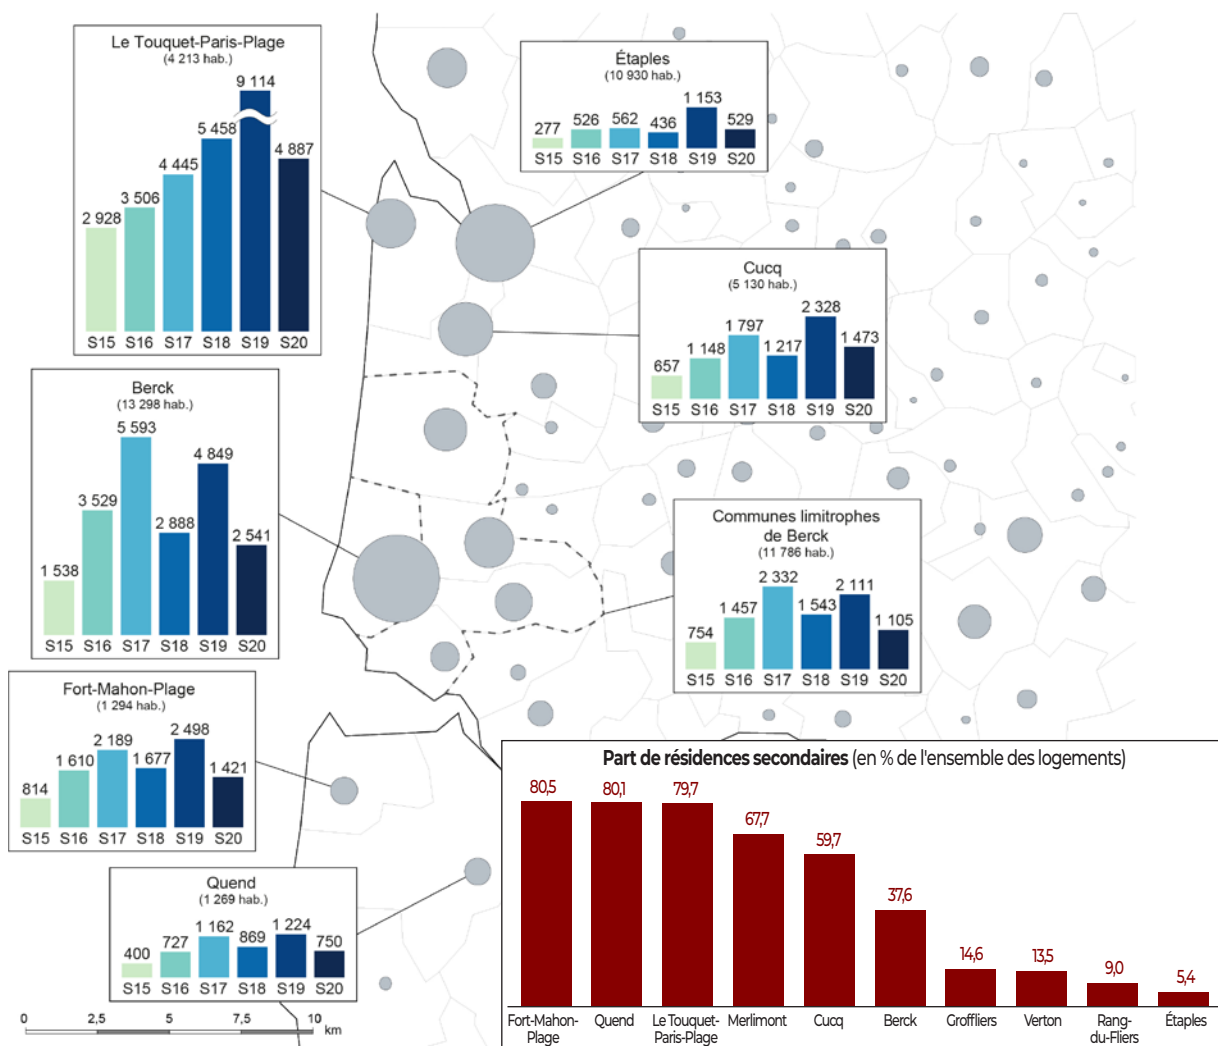 Le Touquet-Paris-Plage
(4 213 hab.)
9 114
5 458
4 887
4 445
3 506
2 928
S15 S16 S17 S18 S19 S20
Étaples
(10 930 hab.)
1 153
277 526 562 436 529
S15 S16 S17 S18 S19 S20
Cucq
(5 130 hab.)
2 328
1 797
1 473
1 148 1 217
657
S15 S16 S17 S18 S19 S20
Berck
(13 298 hab.)
5 593
4 849
3 529
2 888
2 541
1 538
S15 S16 S17 S18 S19 S20
Communes limitrophes
de Berck
(11 786 hab.)
2 332
2 111
1 457 1 543
1 105
754
S15 S16 S17 S18 S19 S20
Fort-Mahon-Plage
(1 294 hab.)
2 498
2 189
1 610 1 677
1 421
814
S15 S16 S17 S18 S19 S20
Quend
(1 269 hab.)
1 162 1 224
727 869 750
400
S15 S16 S17 S18 S19 S20
0 2,5 5 7,5 10
km
Part de résidences secondaires (en % de l'ensemble des logements)
80,5 80,1 79,7
67,7
59,7
37,6
14,6 13,5
9,0
5,4
Fort-Mahon- Quend Le Touquet- Merlimont Cucq Berck Groffliers Verton Rang- Étaples
Plage Paris-Plage du-Fliers